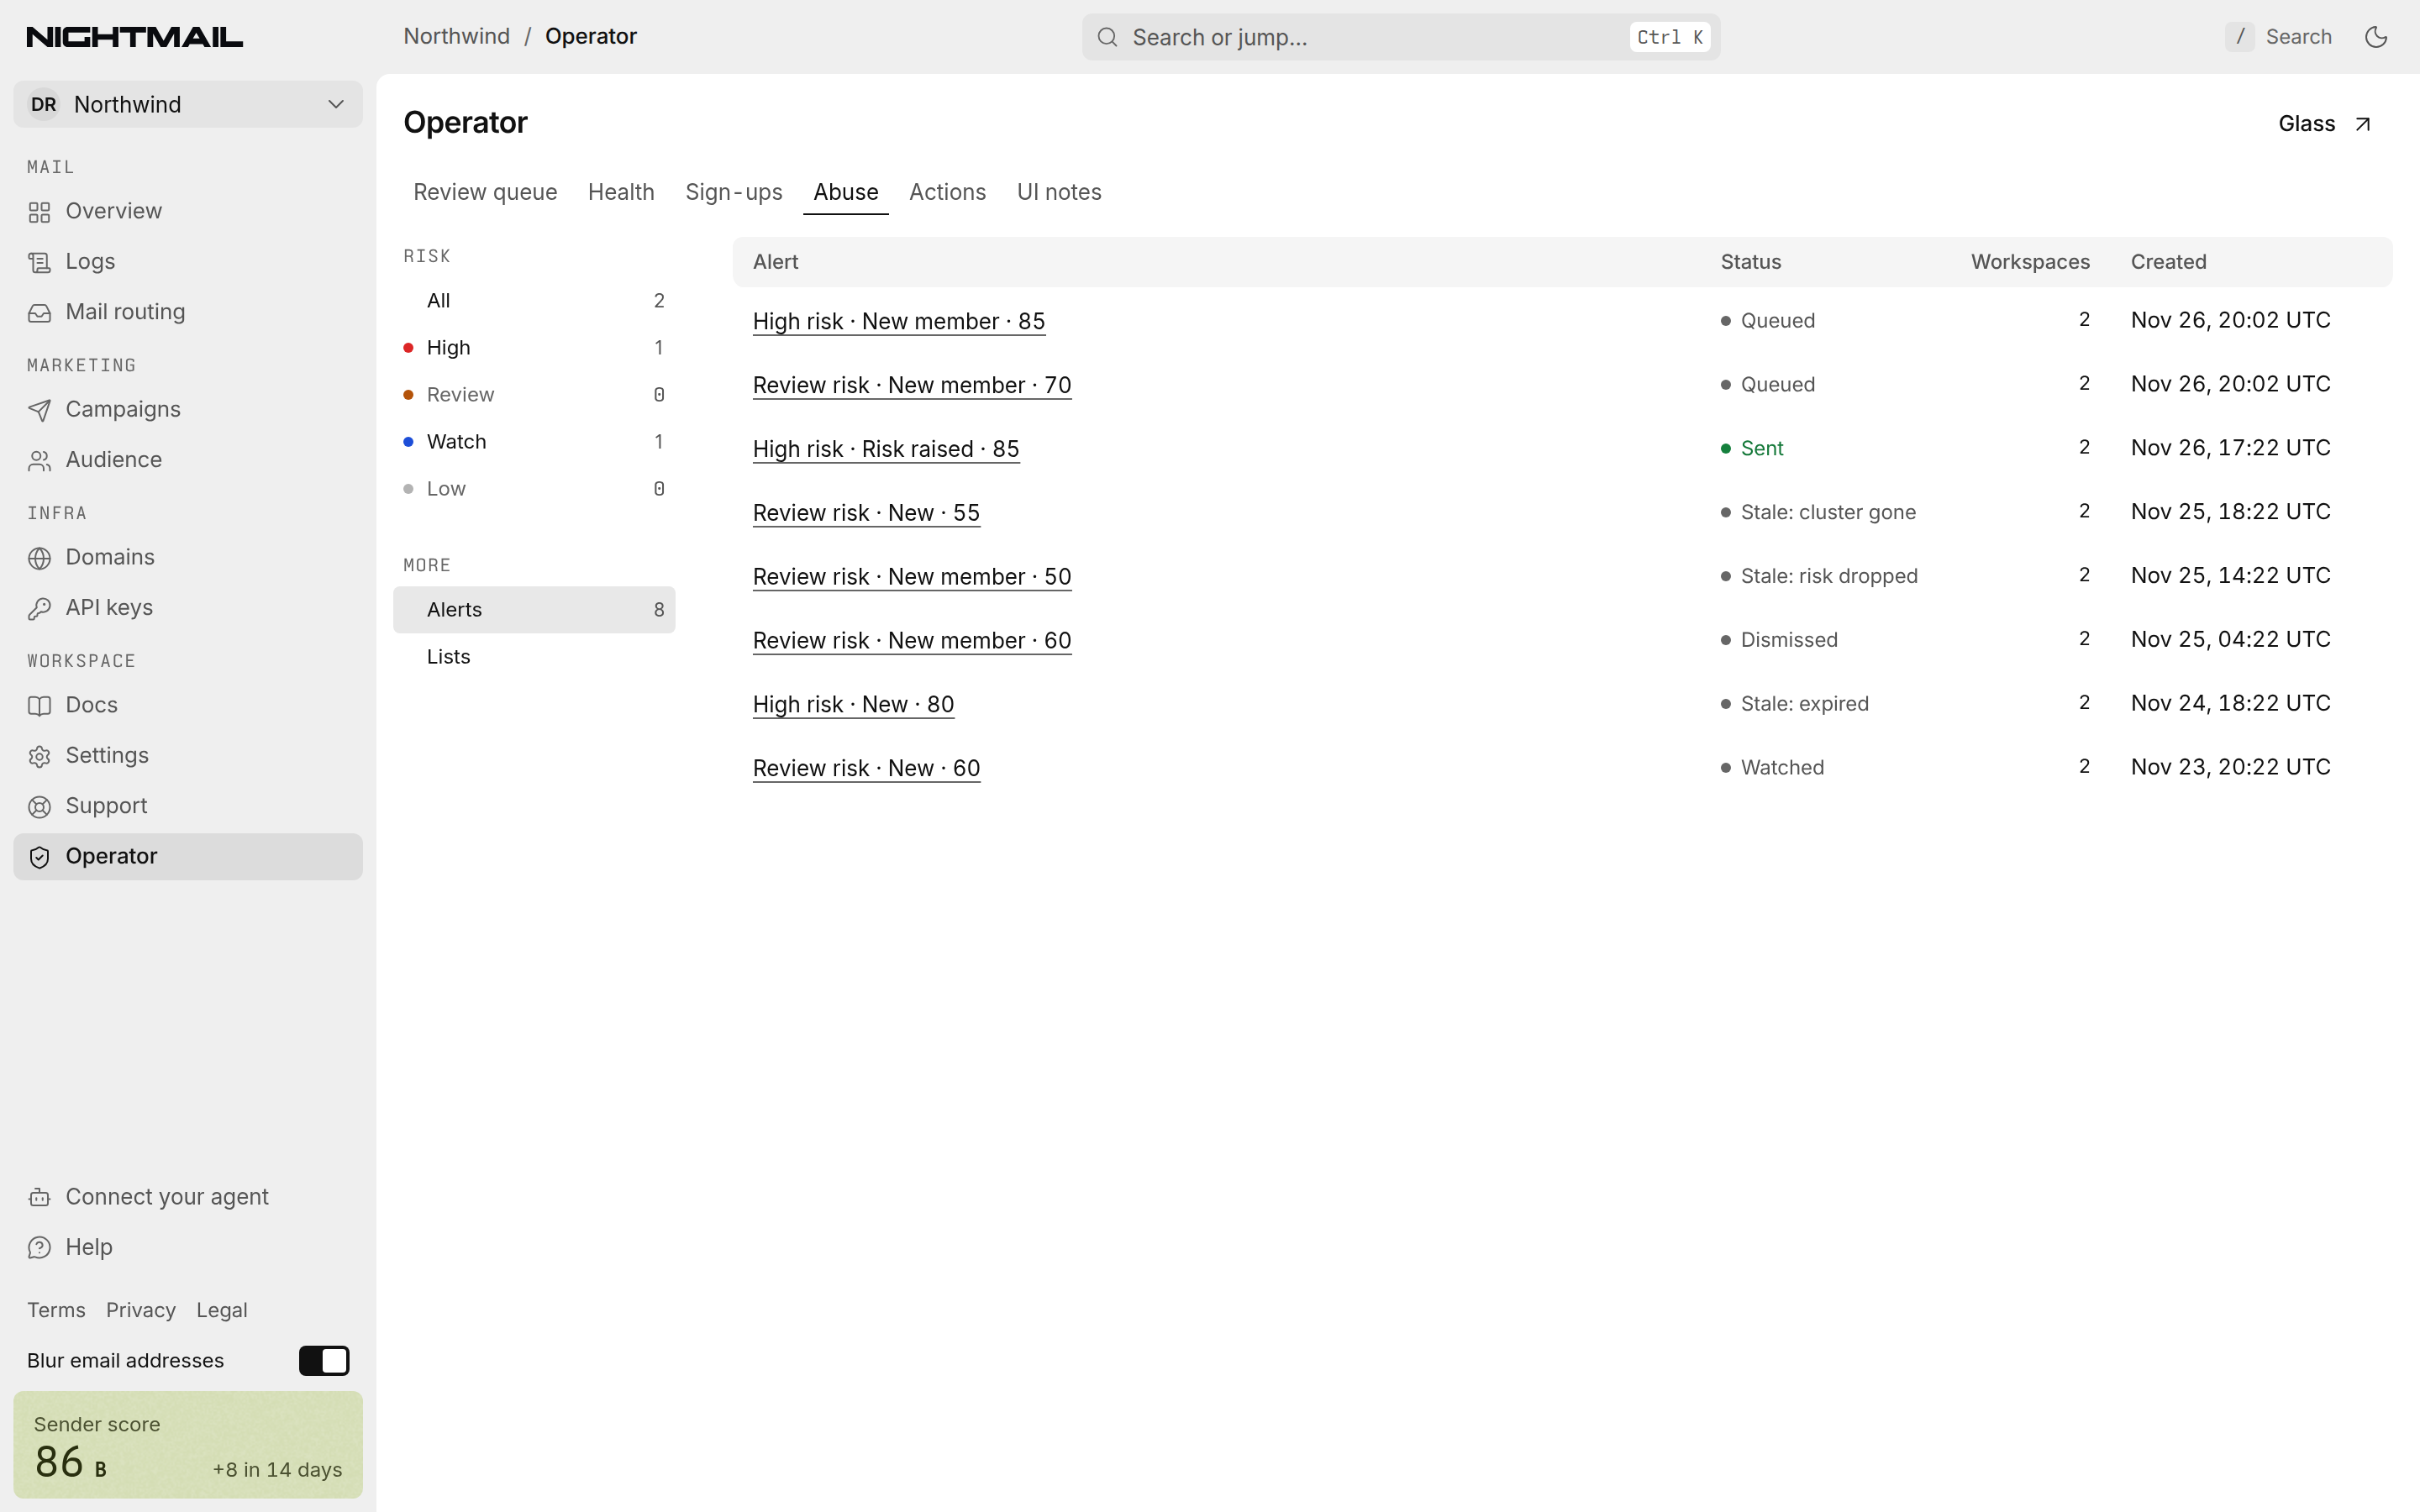 NIGHTMAIL
Northwind / Operator
Search or jump...
Ctrl K
/ Search
DR Northwind
MAIL
Overview
Logs
Mail routing
MARKETING
Campaigns
Audience
INFRA
Domains
API keys
WORKSPACE
Docs
Settings
Support
Operator
Connect your agent
Help
Terms Privacy Legal
Blur email addresses
Sender score
86 B +8 in 14 days
Operator
Glass
Review queue Health Sign-ups Abuse Actions UI notes
RISK
All 2
High 1
Review 0
Watch 1
Low 0
MORE
Alerts 8
Lists
Alert Status Workspaces Created
High risk · New member · 85 Queued 2 Nov 26, 20:02 UTC
Review risk · New member · 70 Queued 2 Nov 26, 20:02 UTC
High risk · Risk raised · 85 Sent 2 Nov 26, 17:22 UTC
Review risk · New · 55 Stale: cluster gone 2 Nov 25, 18:22 UTC
Review risk · New member · 50 Stale: risk dropped 2 Nov 25, 14:22 UTC
Review risk · New member · 60 Dismissed 2 Nov 25, 04:22 UTC
High risk · New · 80 Stale: expired 2 Nov 24, 18:22 UTC
Review risk · New · 60 Watched 2 Nov 23, 20:22 UTC